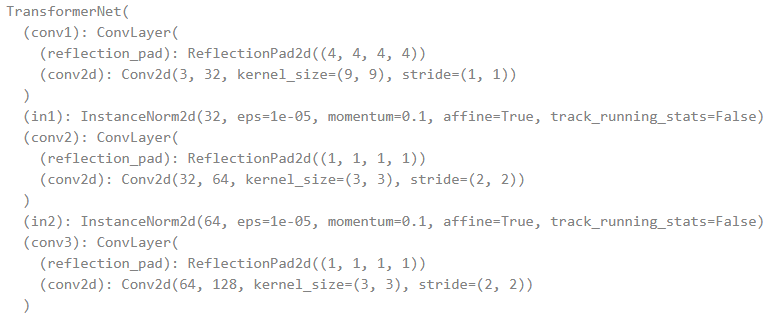 TransformerNet(
  (conv1): ConvLayer(
    (reflection_pad): ReflectionPad2d((4, 4, 4, 4))
    (conv2d): Conv2d(3, 32, kernel_size=(9, 9), stride=(1, 1))
  )
  (in1): InstanceNorm2d(32, eps=1e-05, momentum=0.1, affine=True, track_running_stats=False)
  (conv2): ConvLayer(
    (reflection_pad): ReflectionPad2d((1, 1, 1, 1))
    (conv2d): Conv2d(32, 64, kernel_size=(3, 3), stride=(2, 2))
  )
  (in2): InstanceNorm2d(64, eps=1e-05, momentum=0.1, affine=True, track_running_stats=False)
  (conv3): ConvLayer(
    (reflection_pad): ReflectionPad2d((1, 1, 1, 1))
    (conv2d): Conv2d(64, 128, kernel_size=(3, 3), stride=(2, 2))
  )